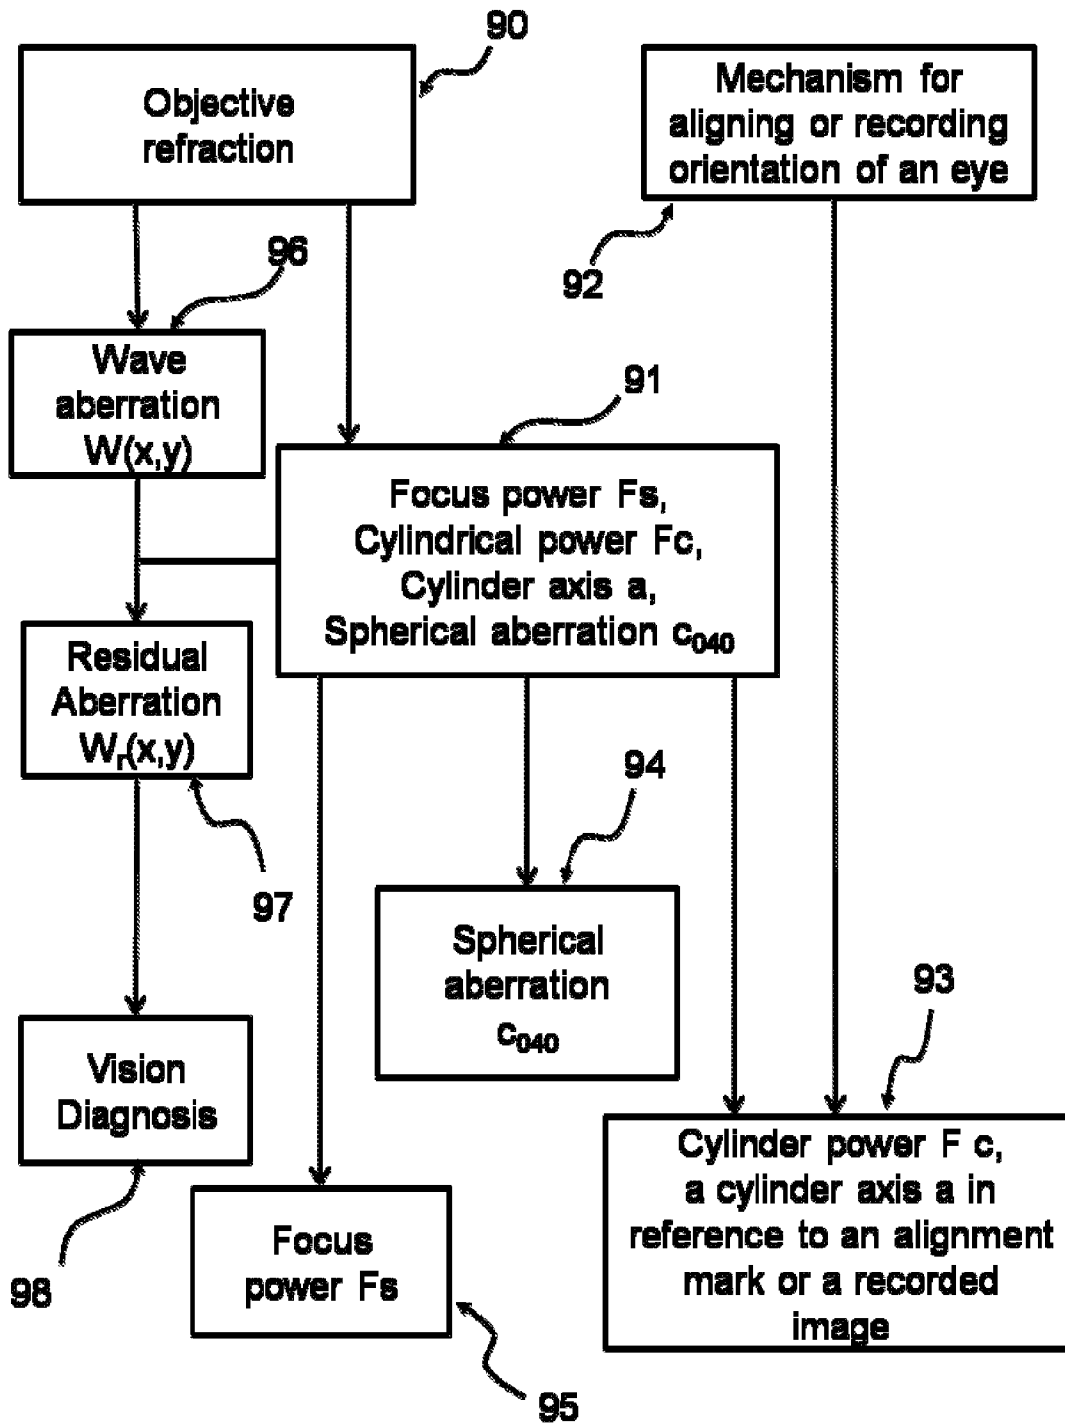 90
Objective
refraction
Mechanism for
aligning or recording
orientation of an eye
92
96
Wave
aberration
W(x,y)
91
Focus power Fs,
Cylindrical power Fc,
Cylinder axis a,
Spherical aberration c₀₄₀
Residual
Aberration
Wᵣ(x,y)
97
94
Spherical
aberration
c₀₄₀
93
Vision
Diagnosis
98
Focus
power Fs
95
Cylinder power F c,
a cylinder axis a in
reference to an alignment
mark or a recorded
image